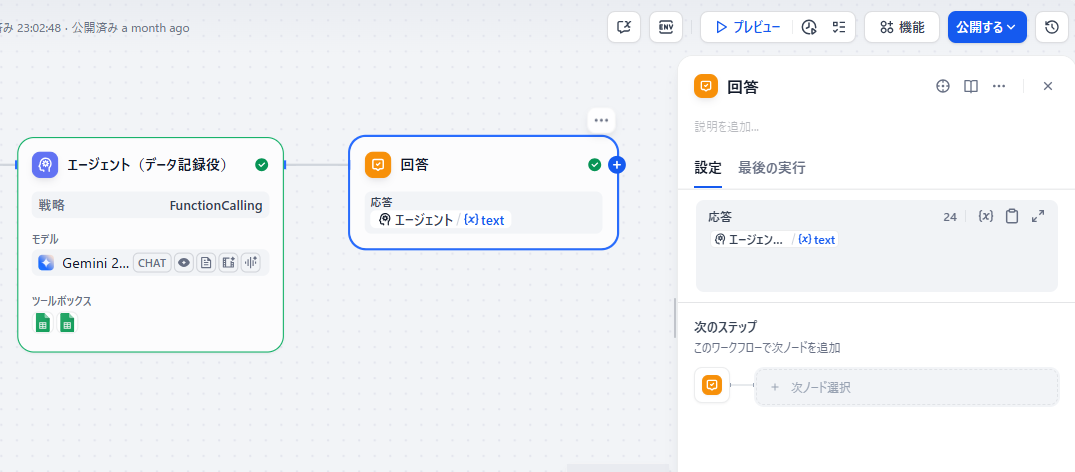 み 23:02:48 · 公開済み a month ago
ENV
プレビュー
機能
公開する
エージェント（データ記録役）
戦略 FunctionCalling
モデル
Gemini 2... CHAT
ツールボックス
回答
応答
エージェント / {x} text
回答
説明を追加...
設定 最後の実行
応答 24 {x}
エージェン... / {x} text
次のステップ
このワークフローで次ノードを追加
+ 次ノード選択